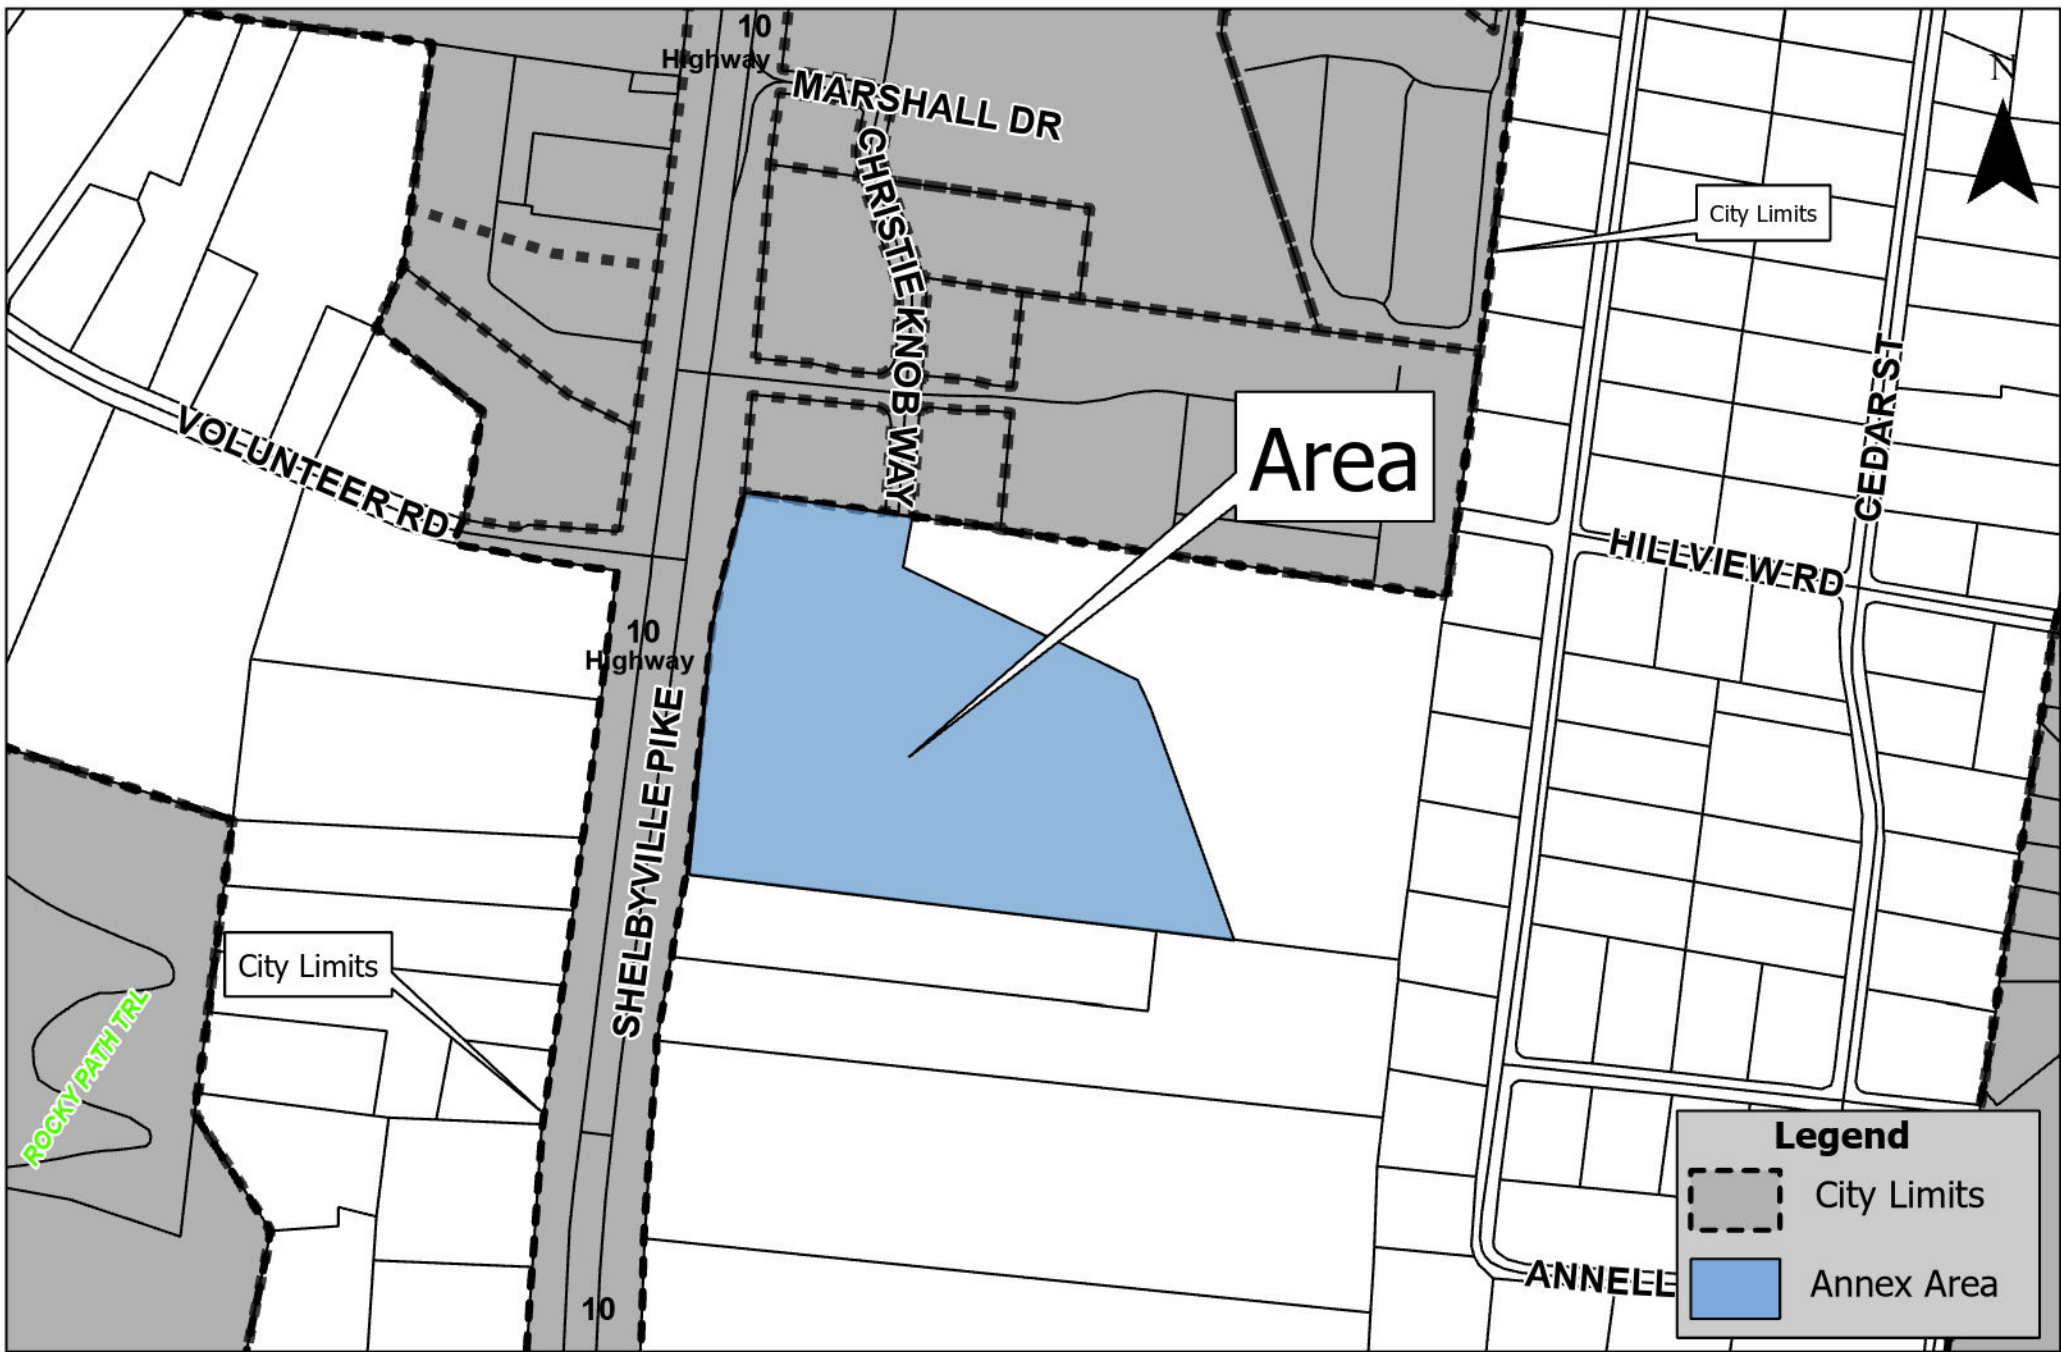 10
Highway
MARSHALL DR
CHRISTIE KNOB WAY
N
City Limits
CEDAR ST
VOLUNTEER RD
Area
HILLVIEW RD
10
Highway
SHELBYVILLE PIKE
City Limits
ROCKY PATH TRL
10
ANNELL
Legend
City Limits
Annex Area